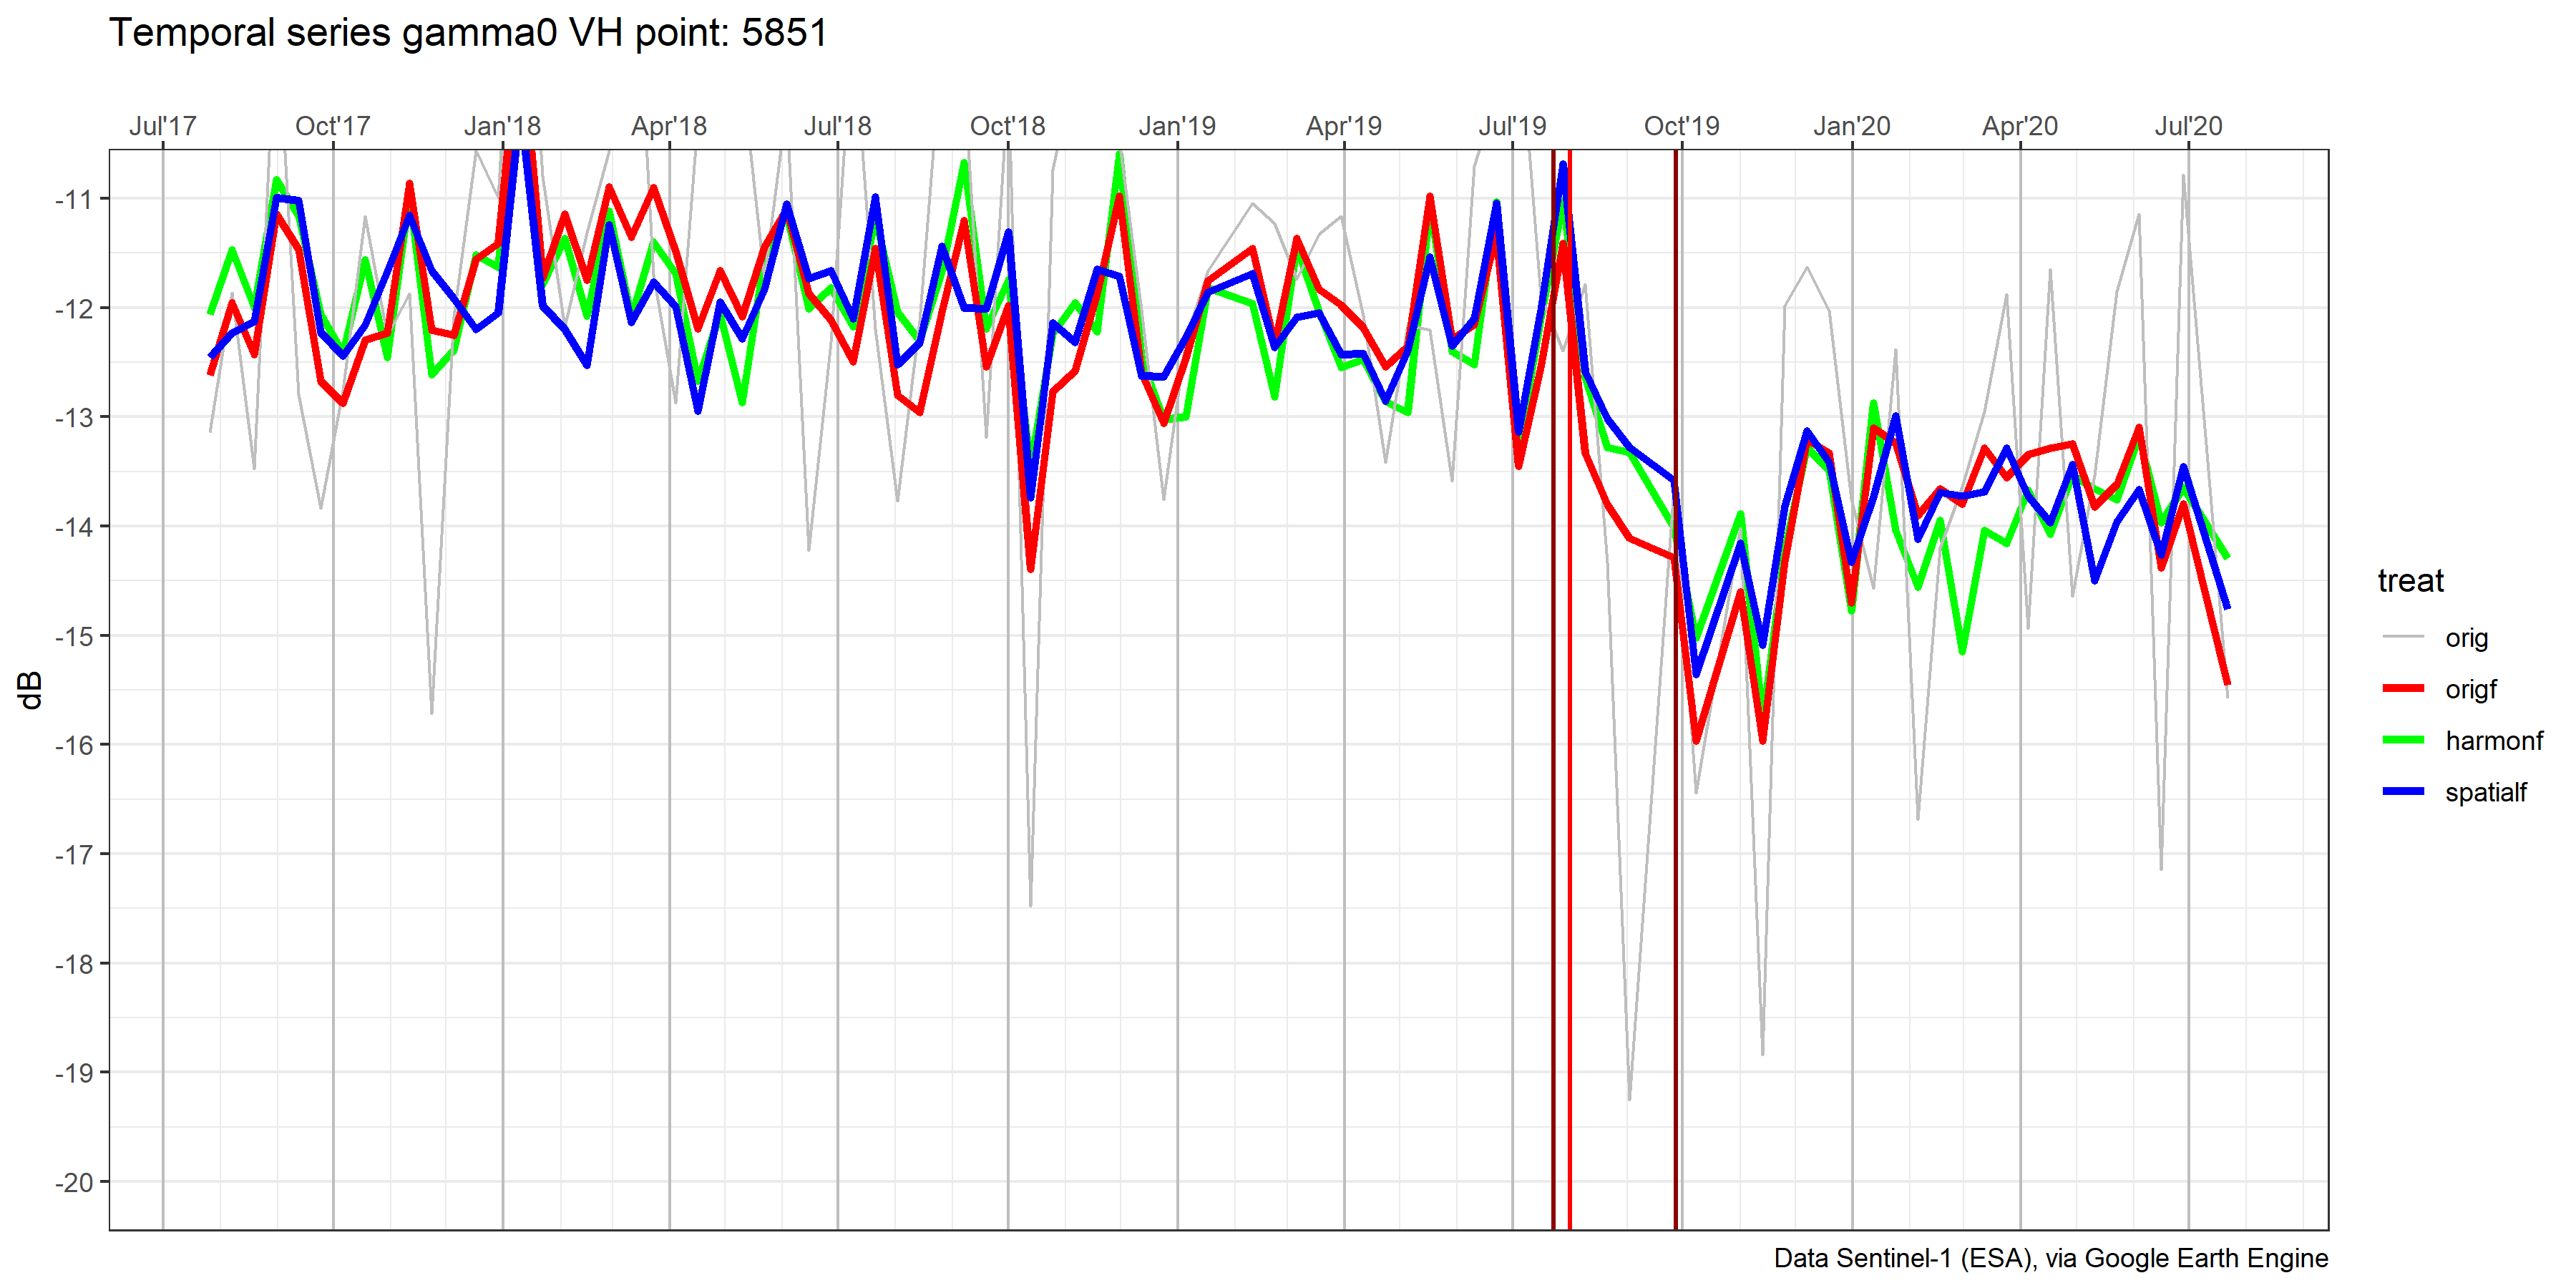 Temporal series gamma0 VH point: 5851
Jul'17 Oct'17 Jan'18 Apr'18 Jul'18 Oct'18 Jan'19 Apr'19 Jul'19 Oct'19 Jan'20 Apr'20 Jul'20
-11
-12
-13
-14
-15
-16
-17
-18
-19
-20
dB
treat
orig
origf
harmonf
spatialf
Data Sentinel-1 (ESA), via Google Earth Engine